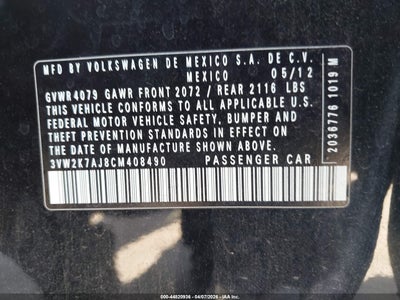 MFD BY VOLKSWAGEN DE MEXICO S.A. DE C.V.
MEXICO 05/12
GVWR4079 GAWR FRONT 2072 / REAR 2116 LBS
THIS VEHICLE CONFORMS TO ALL APPLICABLE U.S.
FEDERAL MOTOR VEHICLE SAFETY, BUMPER AND
THEFT PREVENTION STANDARDS IN EFFECT ON
THE DATE OF MANUFACTURE SHOWN ABOVE.
3VW2K7AJ8CM408490 PASSENGER CAR
2036776 1019 M
000-44820936 - 04/07/2026 - IAA Inc.